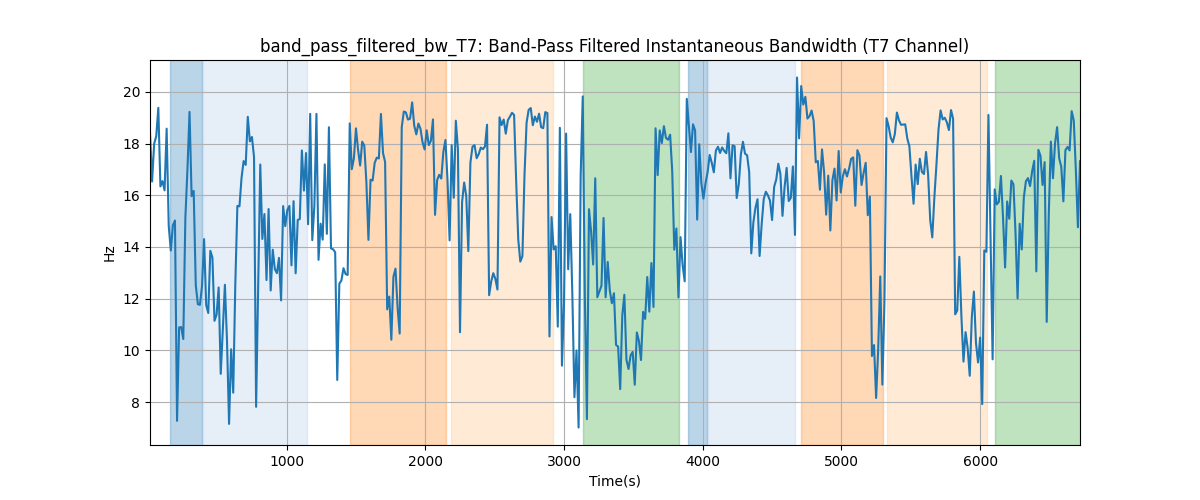 band_pass_filtered_bw_T7: Band-Pass Filtered Instantaneous Bandwidth (T7 Channel)
Hz
20
18
16
14
12
10
8
1000 2000 3000 4000 5000 6000
Time(s)